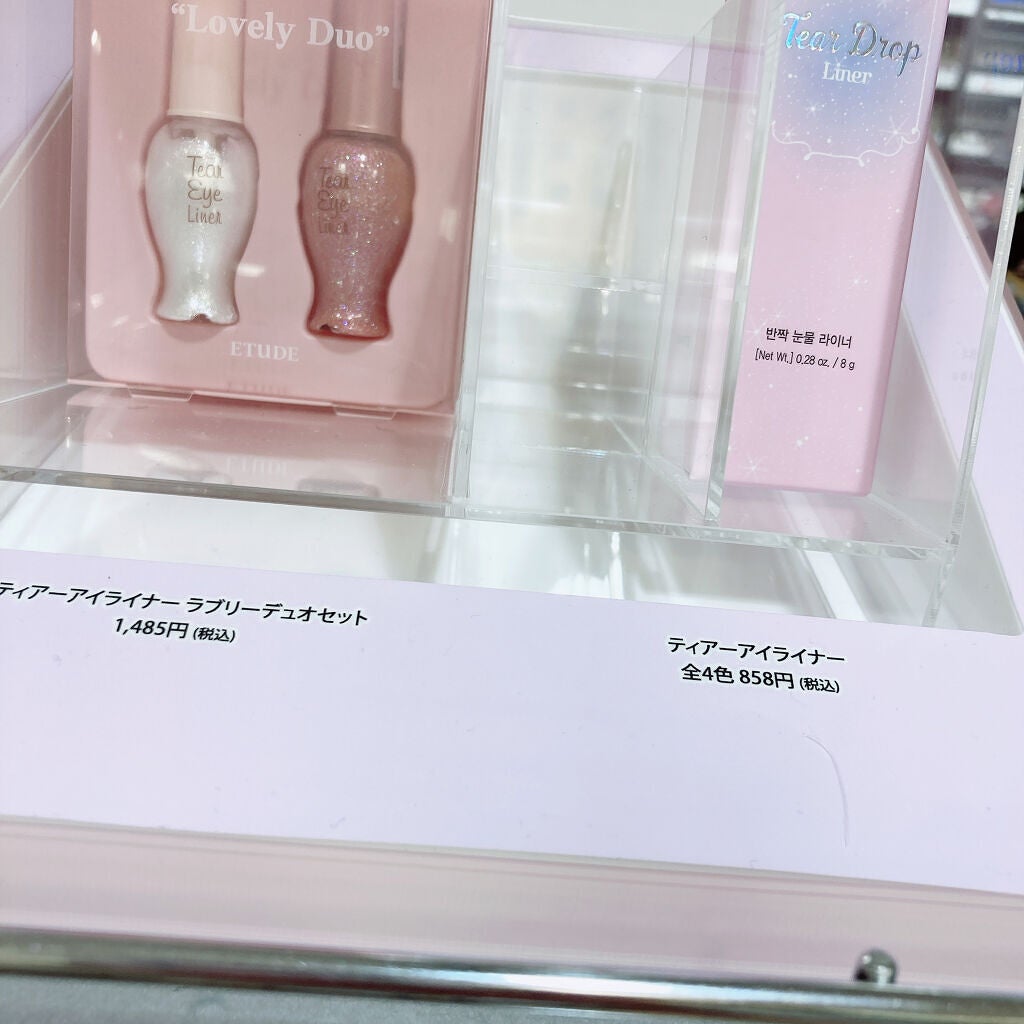 “Lovely Duo”
Tear
Eye
Liner
Tear
Eye
Liner
ETUDE
Tear Drop
Liner
반짝 눈물 라이너
[Net Wt.] 0.28 oz. / 8 g
ティアーアイライナー ラブリーデュオセット
1,485円 (税込)
ティアーアイライナー
全4色 858円 (税込)